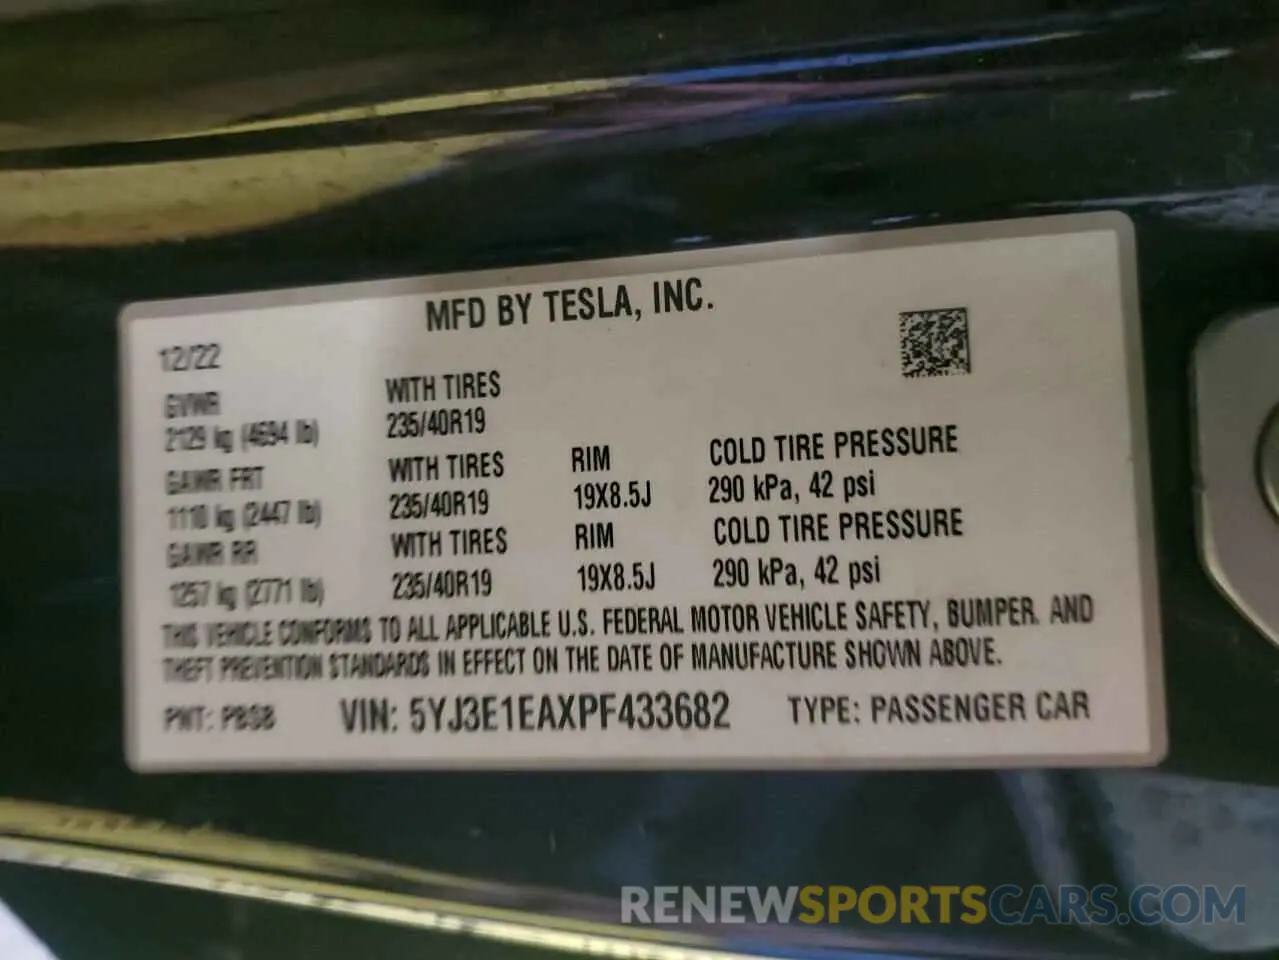 MFD BY TESLA, INC.
12/22
GVWR
2129 kg (4694 lb)
WITH TIRES
235/40R19
GAWR FRT
1110 kg (2447 lb)
WITH TIRES
235/40R19
RIM
19X8.5J
COLD TIRE PRESSURE
290 kPa, 42 psi
GAWR RR
1257 kg (2771 lb)
WITH TIRES
235/40R19
RIM
19X8.5J
COLD TIRE PRESSURE
290 kPa, 42 psi
THIS VEHICLE CONFORMS TO ALL APPLICABLE U.S. FEDERAL MOTOR VEHICLE SAFETY, BUMPER. AND
THEFT PREVENTION STANDARDS IN EFFECT ON THE DATE OF MANUFACTURE SHOWN ABOVE.
PNT: PBSB VIN: 5YJ3E1EAXPF433682 TYPE: PASSENGER CAR
RENEWSPORTSCARS.COM